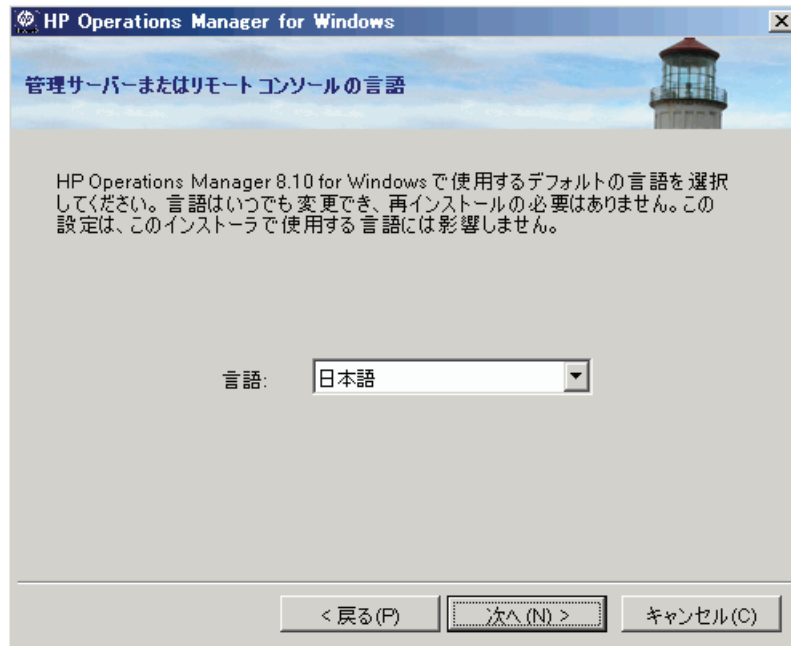 HP Operations Manager for Windows
管理サーバーまたはリモート コンソールの言語
HP Operations Manager 8.10 for Windows で使用するデフォルトの言語を選択
してください。言語はいつでも変更でき、再インストールの必要はありません。この
設定は、このインストーラで使用する言語には影響しません。
言語: 日本語
< 戻る(P) 次へ(N) > キャンセル(C)